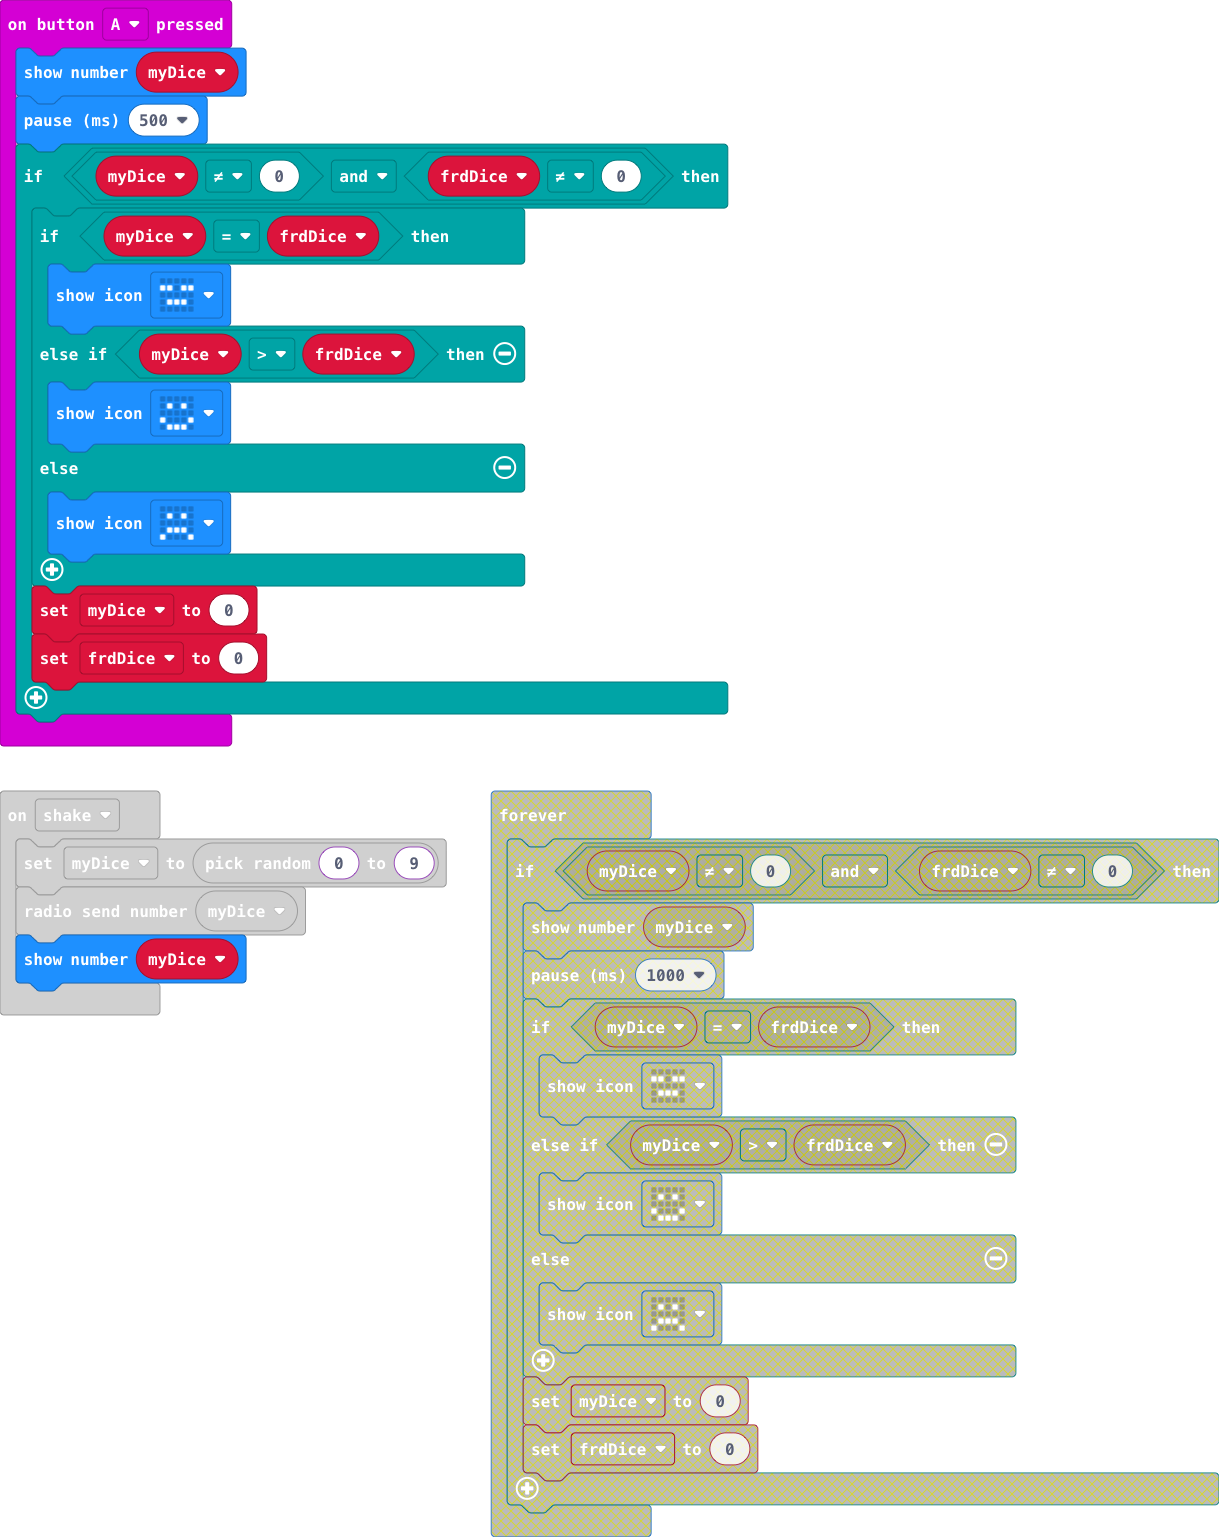 on button A pressed
show number myDice
pause (ms) 500
if myDice ≠ 0 and frdDice ≠ 0 then
if myDice = frdDice then
show icon
else if myDice > frdDice then
show icon
else
show icon
set myDice to 0
set frdDice to 0
on shake
set myDice to pick random 0 to 9
radio send number myDice
show number myDice
forever
if myDice ≠ 0 and frdDice ≠ 0 then
show number myDice
pause (ms) 1000
if myDice = frdDice then
show icon
else if myDice > frdDice then
show icon
else
show icon
set myDice to 0
set frdDice to 0